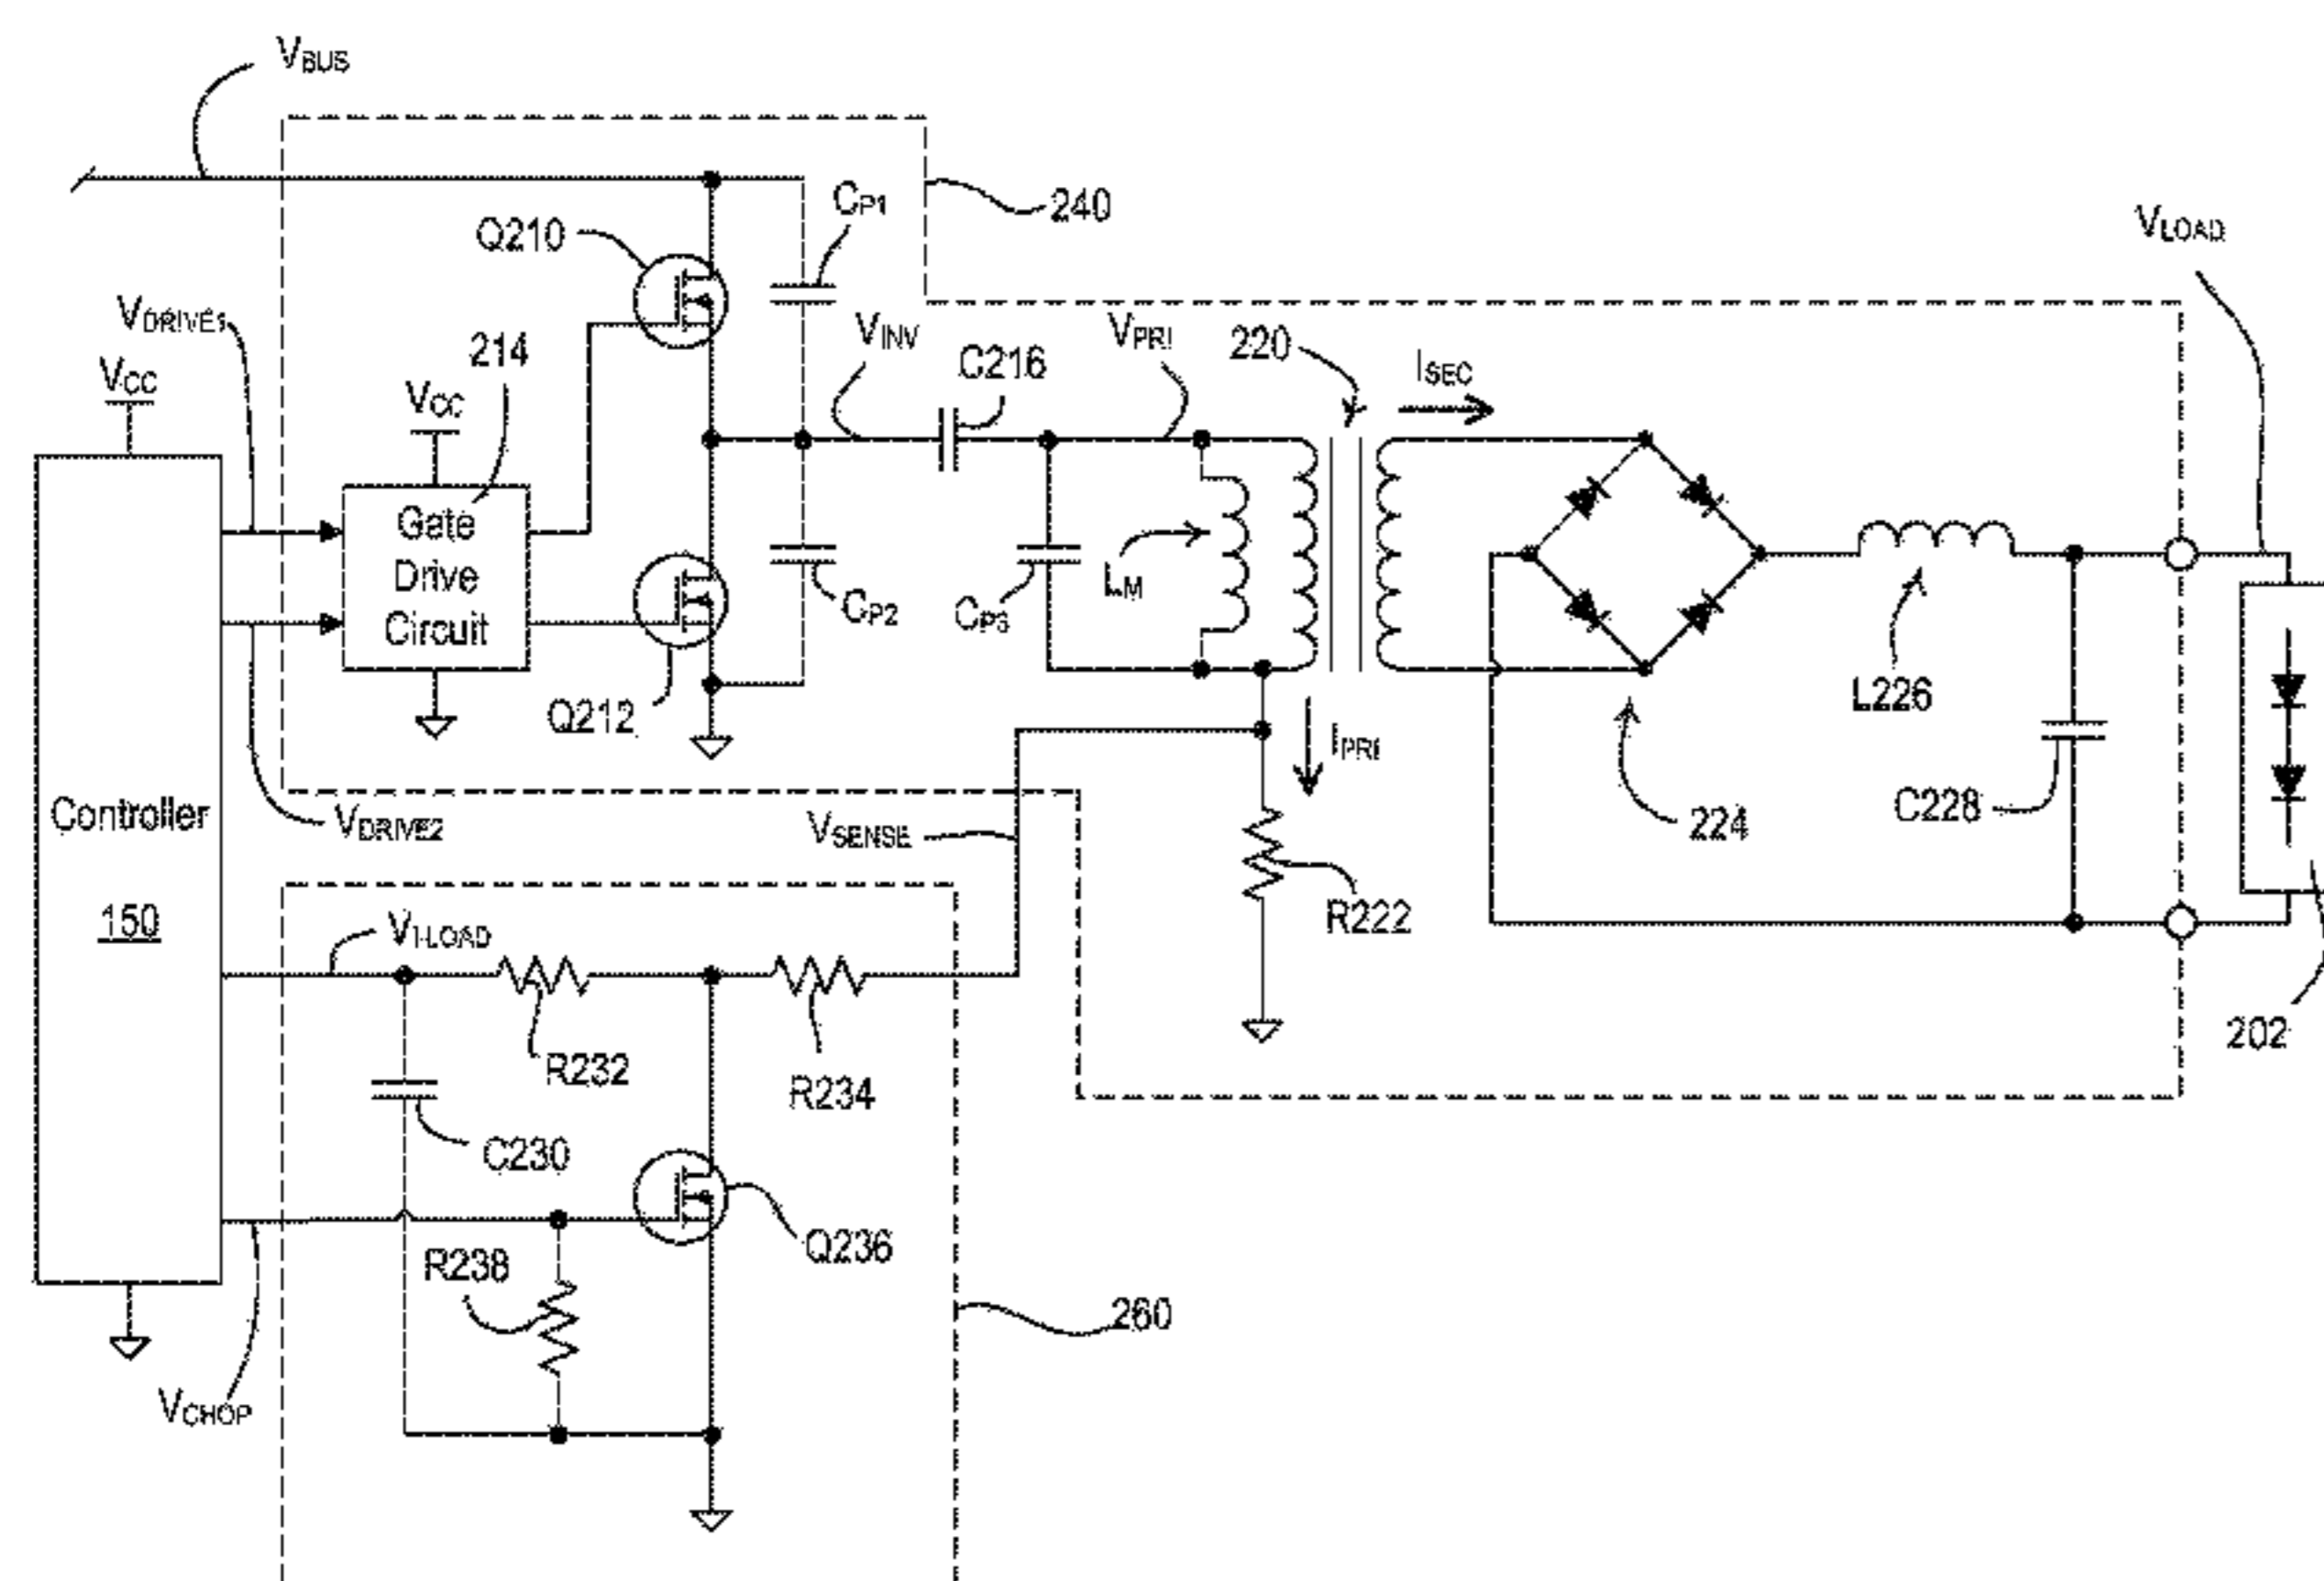 VBUS
CP1
240
Q210
VLOAD
VDRIVE1
VINV
VPRI
220
ISEC
214
C216
VCC
VCC
Gate
Drive
Circuit
LM
CP2
CP3
L226
Q212
IPRI
Controller
150
VDRIVE2
VSENSE
224
C228
R222
VI-LOAD
202
R232
R234
C230
Q236
R238
260
VCHOP